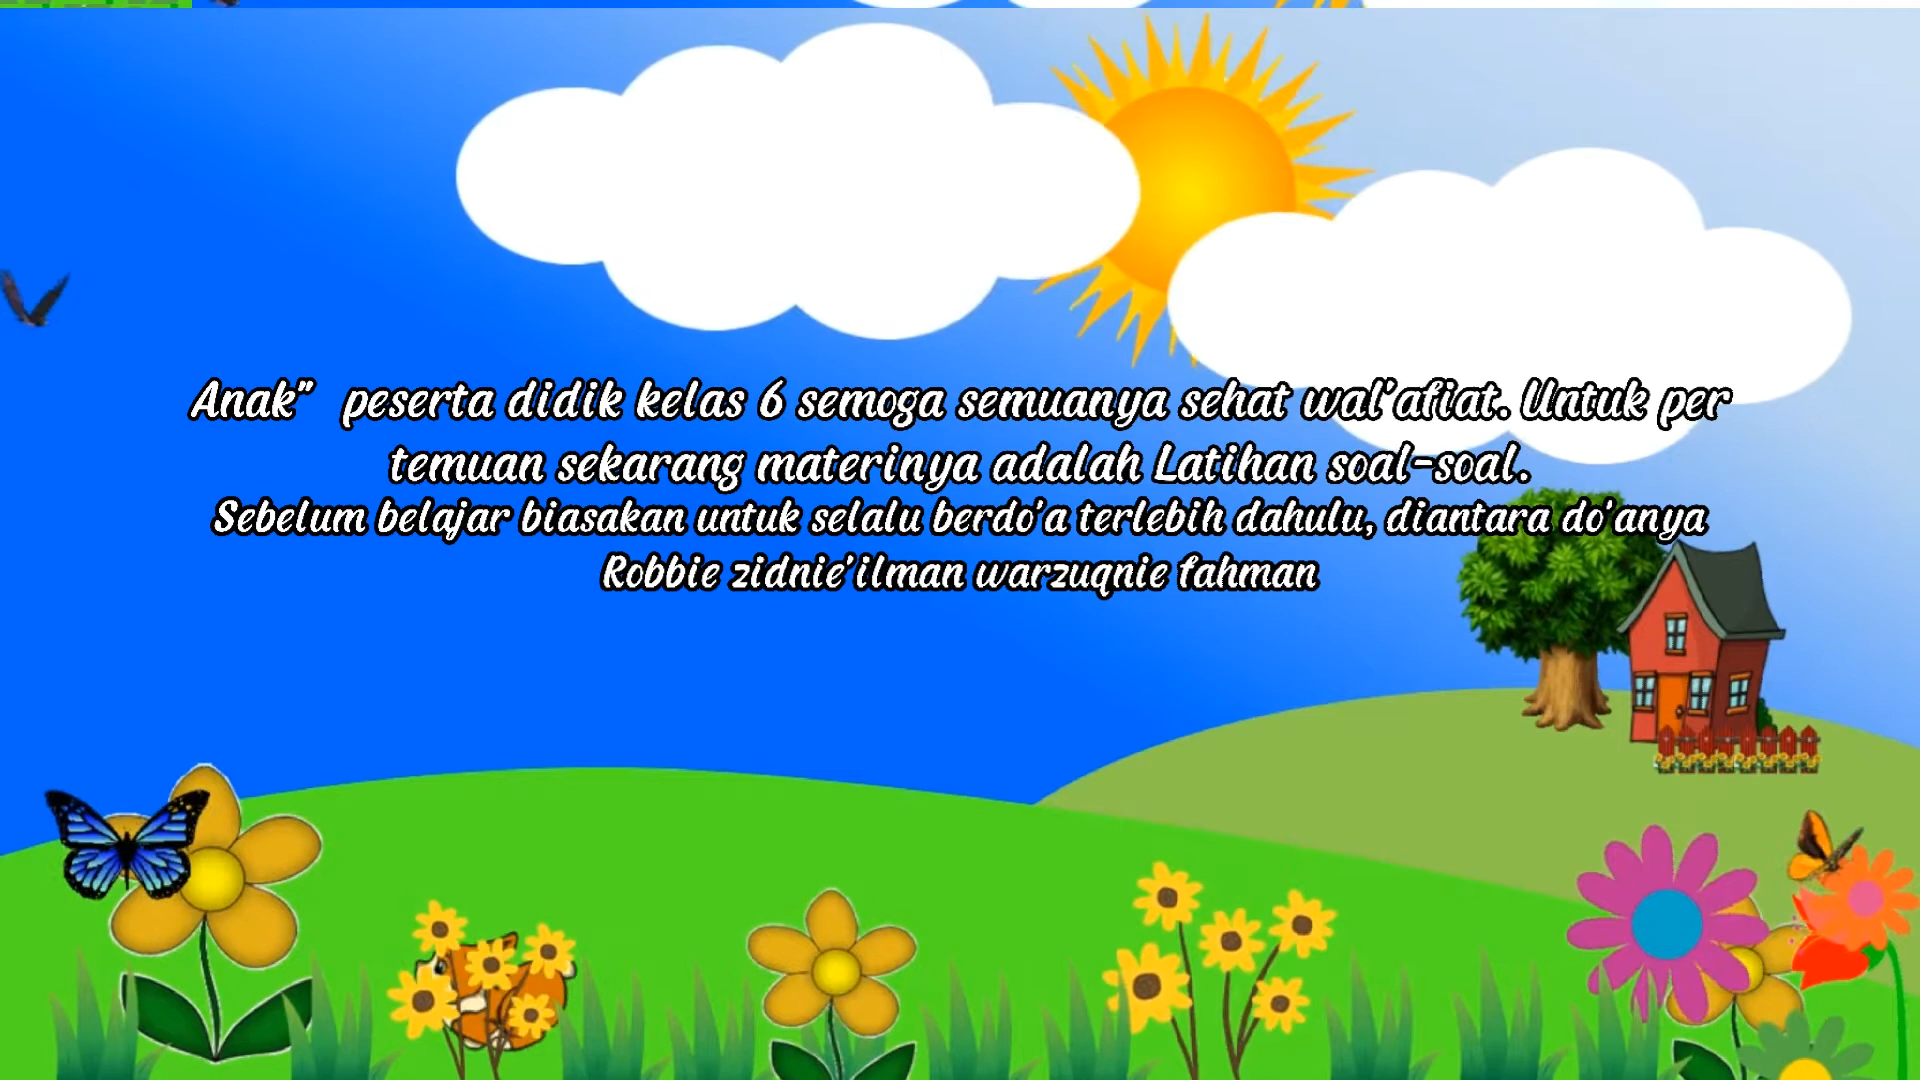 Anak" peserta didik kelas 6 semoga semuanya sehat wal'afiat. Untuk per
temuan sekarang materinya adalah Latihan soal-soal.
Sebelum belajar biasakan untuk selalu berdo'a terlebih dahulu, diantara do'anya
Robbie zidnie'ilman warzuqnie fahman